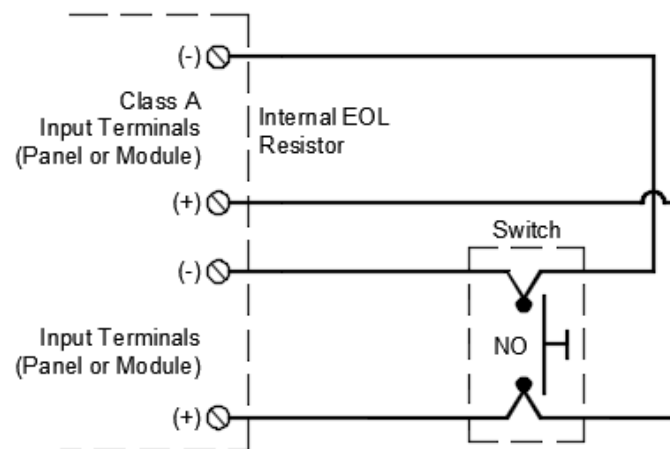 (-)
Class A
Input Terminals
(Panel or Module)
Internal EOL
Resistor
(+)
Switch
(-)
Input Terminals
(Panel or Module)
NO
(+)